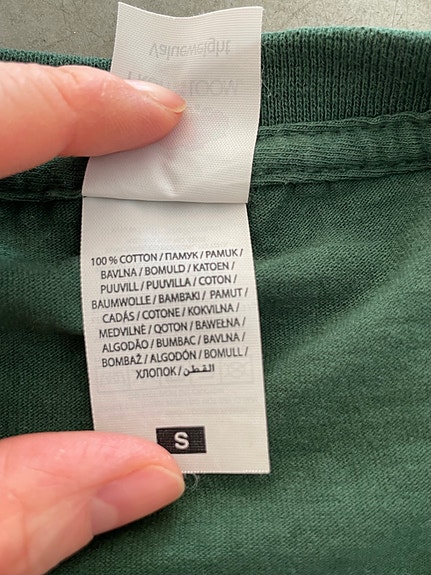 Valueweight
100 % COTTON / ПАМУК / PAMUK /
BAVLNA / BOMULD / KATOEN /
PUUVILL / PUUVILLA / COTON /
BAUMWOLLE / ΒΑΜΒΑΚΙ / PAMUT /
CADÁS / COTONE / KOKVILNA /
MEDVILNĖ / QOTON / BAWEŁNA /
ALGODÃO / BUMBAC / BAVLNA /
BOMBAŽ / ALGODÓN / BOMULL /
ХЛОПОК / القطن
S